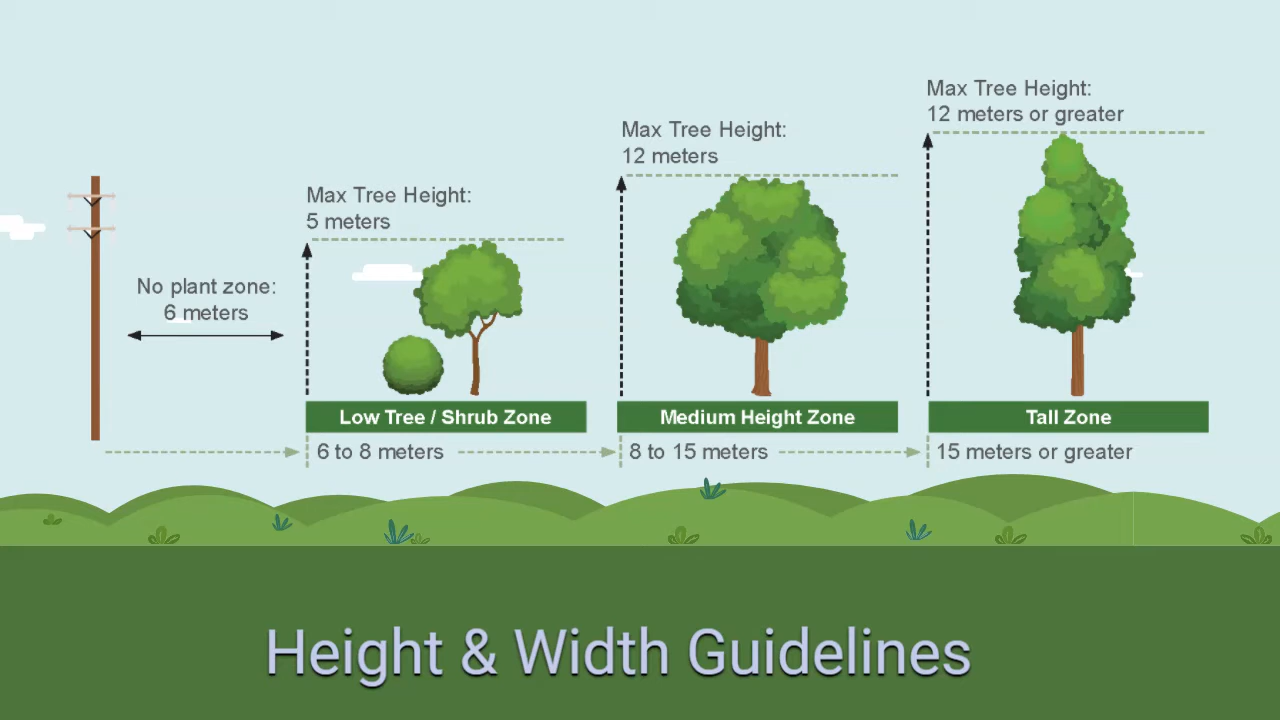 Max Tree Height:
12 meters or greater
Max Tree Height:
12 meters
Max Tree Height:
5 meters
No plant zone:
6 meters
Low Tree / Shrub Zone
Medium Height Zone
Tall Zone
6 to 8 meters
8 to 15 meters
15 meters or greater
Height & Width Guidelines